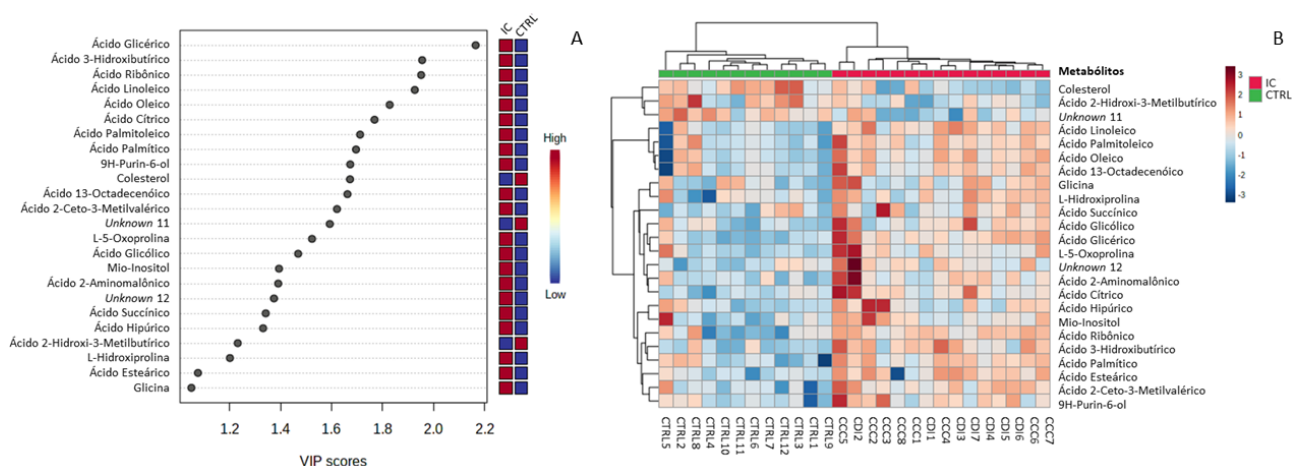 IC
CTRL
A
Ácido Glicérico
Ácido 3-Hidroxibutírico
Ácido Ribônico
Ácido Linoleico
Ácido Oleico
Ácido Cítrico
Ácido Palmitoleico
Ácido Palmítico
9H-Purin-6-ol
Colesterol
Ácido 13-Octadecenóico
Ácido 2-Ceto-3-Metilvalérico
Unknown 11
L-5-Oxoprolina
Ácido Glicólico
Mio-Inositol
Ácido 2-Aminomalônico
Unknown 12
Ácido Succínico
Ácido Hipúrico
Ácido 2-Hidroxi-3-Metilbutírico
L-Hidroxiprolina
Ácido Esteárico
Glicina
1.2
1.4
1.6
1.8
2.0
2.2
VIP scores
High
Low
B
Metabólitos
Colesterol
Ácido 2-Hidroxi-3-Metilbutírico
Unknown 11
Ácido Linoleico
Ácido Palmitoleico
Ácido Oleico
Ácido 13-Octadecenóico
Glicina
L-Hidroxiprolina
Ácido Succínico
Ácido Glicólico
Ácido Glicérico
L-5-Oxoprolina
Unknown 12
Ácido 2-Aminomalônico
Ácido Cítrico
Ácido Hipúrico
Mio-Inositol
Ácido Ribônico
Ácido 3-Hidroxibutírico
Ácido Palmítico
Ácido Esteárico
Ácido 2-Ceto-3-Metilvalérico
9H-Purin-6-ol
3
2
1
0
-1
-2
-3
IC
CTRL
CTRL5
CTRL2
CTRL8
CTRL4
CTRL10
CTRL11
CTRL6
CTRL7
CTRL12
CTRL3
CTRL1
CTRL9
CCC5
CDI2
CCC2
CCC3
CCC8
CCC1
CDI1
CCC4
CDI3
CDI7
CDI4
CDI5
CDI6
CCC6
CCC7